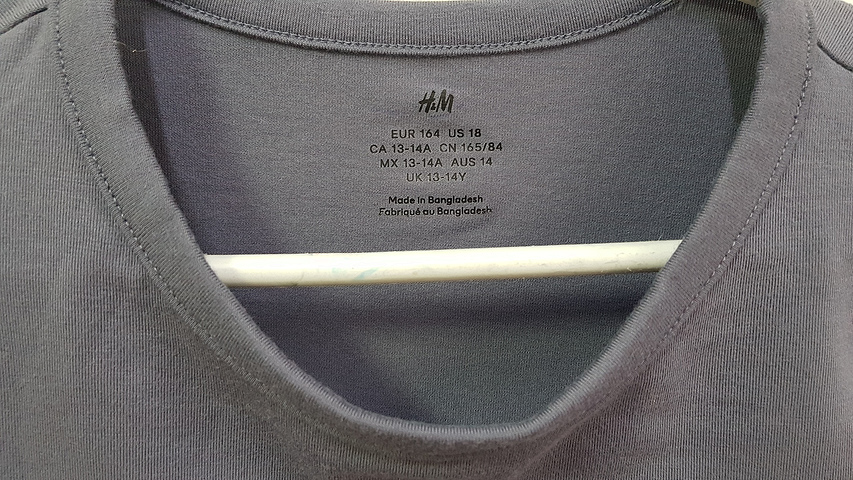 H&M
EUR 164 US 18
CA 13-14A CN 165/84
MX 13-14A AUS 14
UK 13-14Y
Made in Bangladesh
Fabriqué au Bangladesh